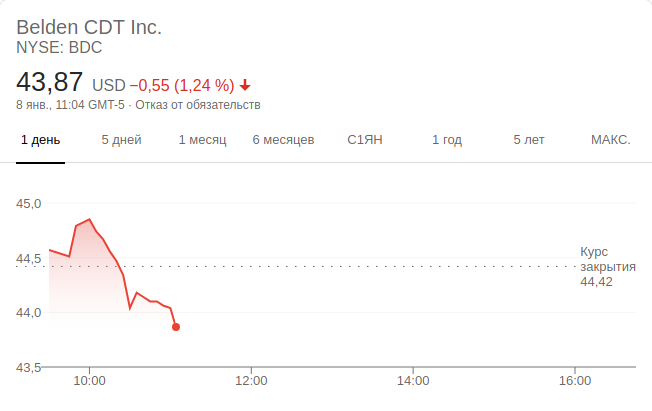 Belden CDT Inc.
NYSE: BDC
43,87 USD −0,55 (1,24 %)
8 янв., 11:04 GMT-5 · Отказ от обязательств
1 день 5 дней 1 месяц 6 месяцев С1ЯН 1 год 5 лет МАКС.
45,0
44,5
44,0
43,5
Курс
закрытия
44,42
10:00 12:00 14:00 16:00